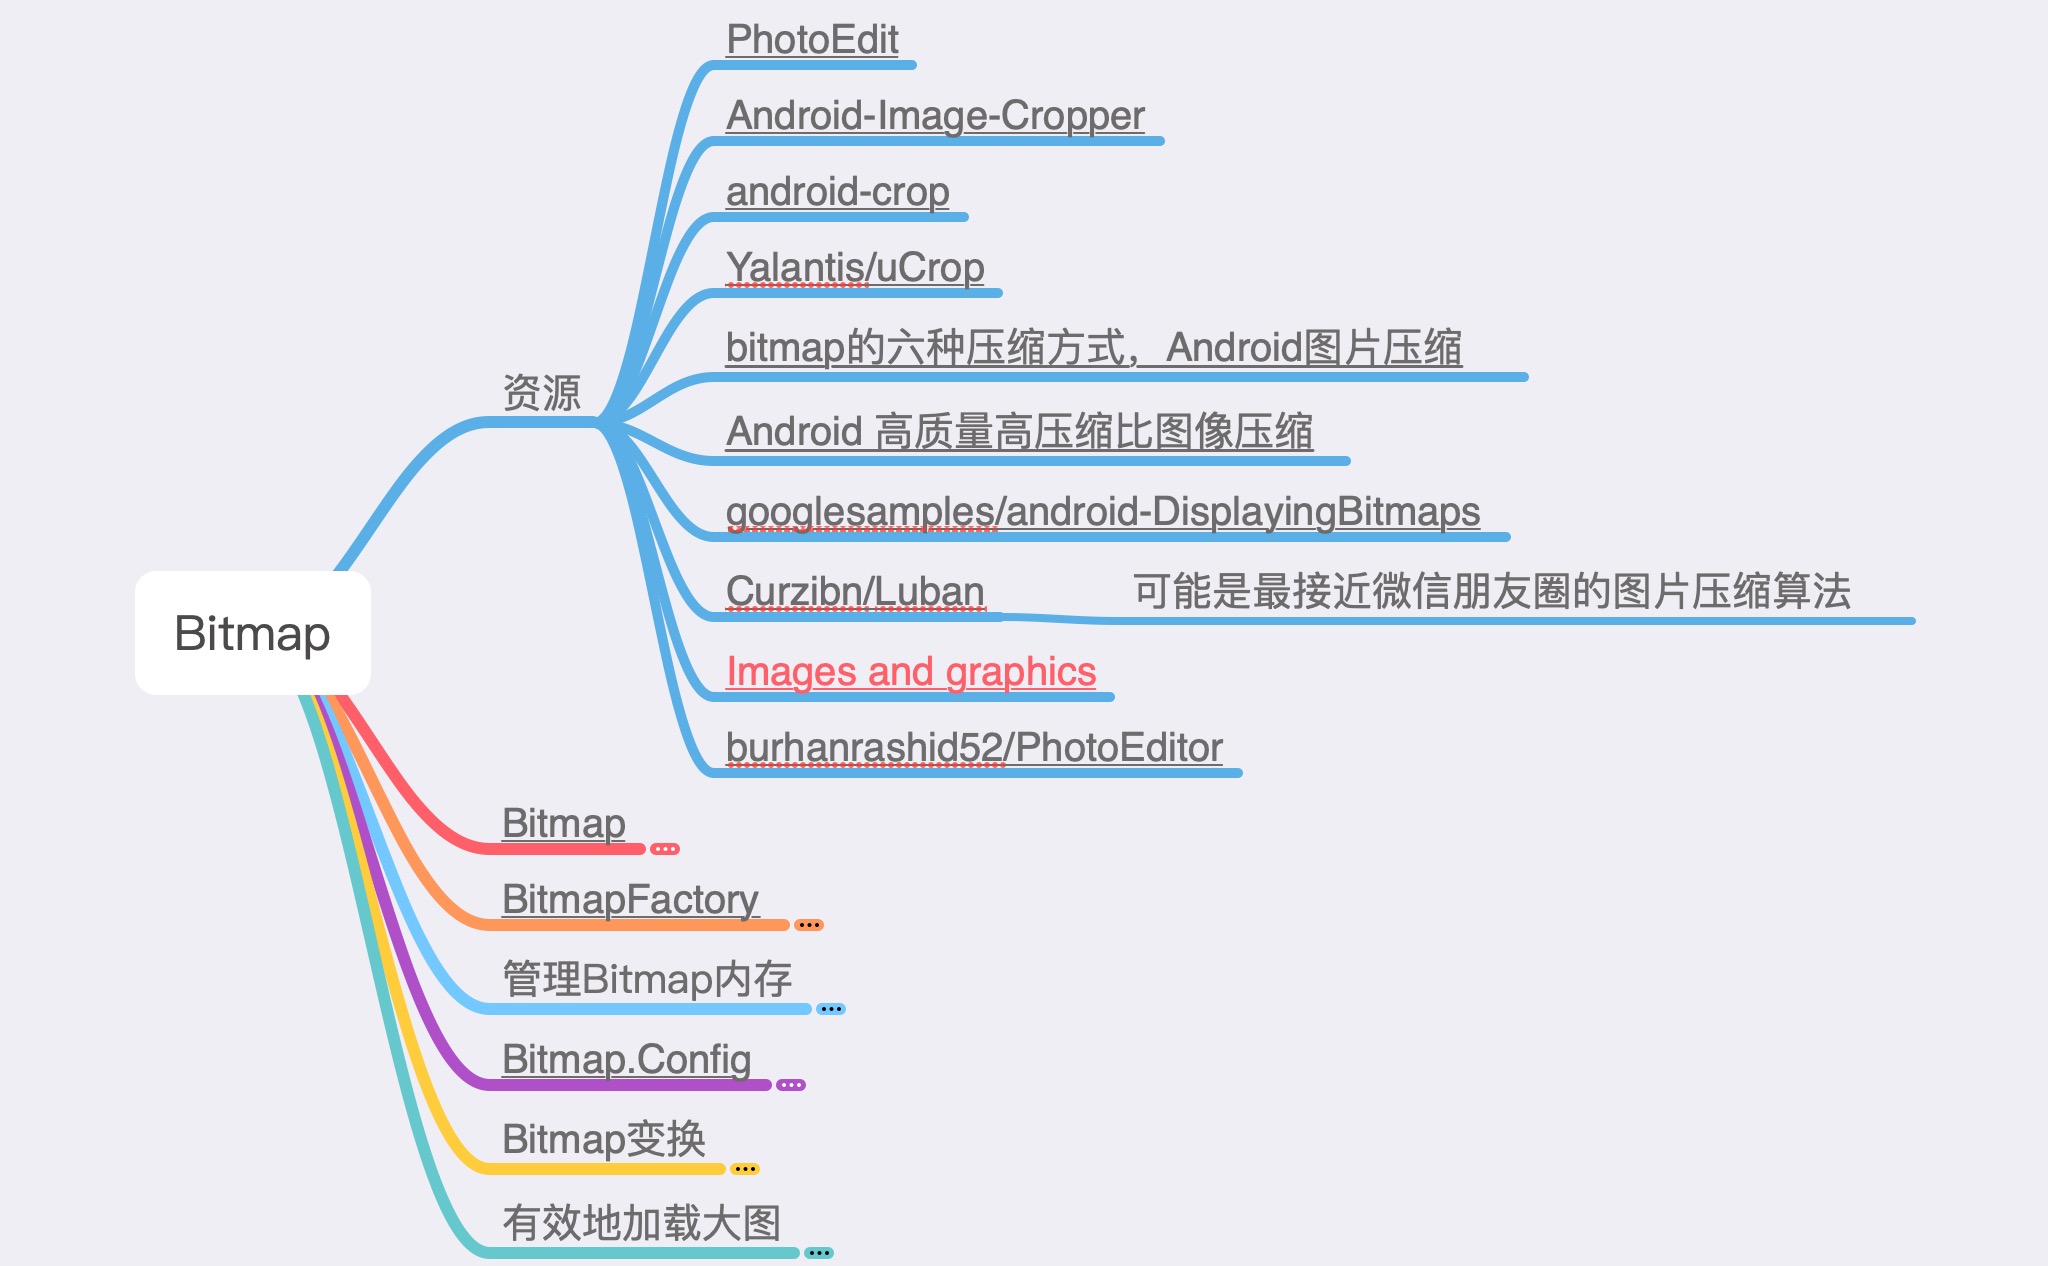 PhotoEdit
Android-Image-Cropper
android-crop
Yalantis/uCrop
bitmap的六种压缩方式，Android图片压缩
资源
Android 高质量高压缩比图像压缩
googlesamples/android-DisplayingBitmaps
Curzibn/Luban
可能是最接近微信朋友圈的图片压缩算法
Images and graphics
burhanrashid52/PhotoEditor
Bitmap
Bitmap
BitmapFactory
管理Bitmap内存
Bitmap.Config
Bitmap变换
有效地加载大图